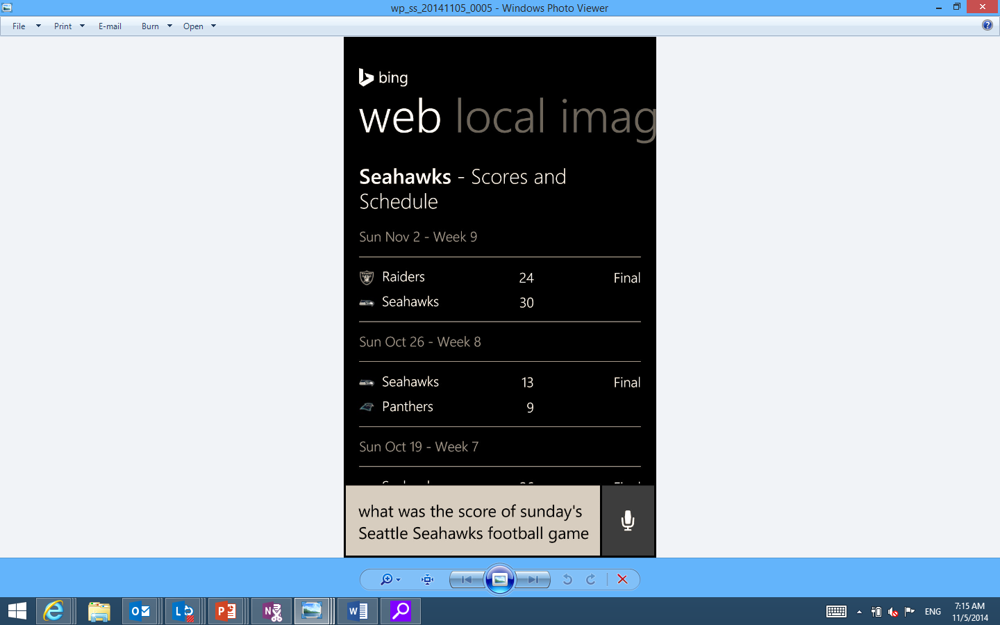 wp_ss_20141105_0005 - Windows Photo Viewer
File Print E-mail Burn Open
bing
web local imag
Seahawks - Scores and
Schedule
Sun Nov 2 - Week 9
Raiders 24 Final
Seahawks 30
Sun Oct 26 - Week 8
Seahawks 13 Final
Panthers 9
Sun Oct 19 - Week 7
what was the score of sunday's
Seattle Seahawks football game
ENG
7:15 AM
11/5/2014